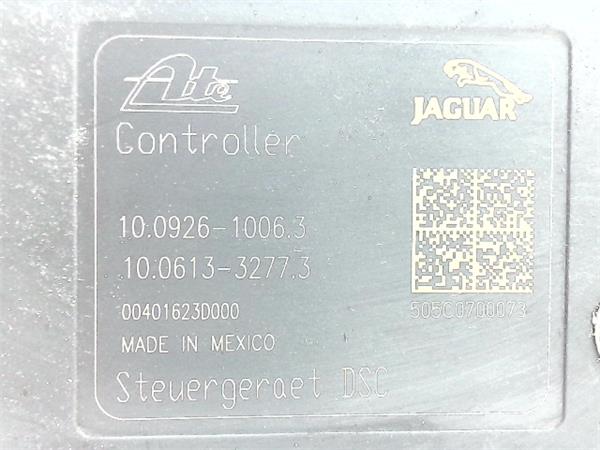 Ate
JAGUAR
Controller
10.0926-1006.3
10.0613-3277.3
00401623D000
505C0700073
MADE IN MEXICO
Steuergeraet DSC